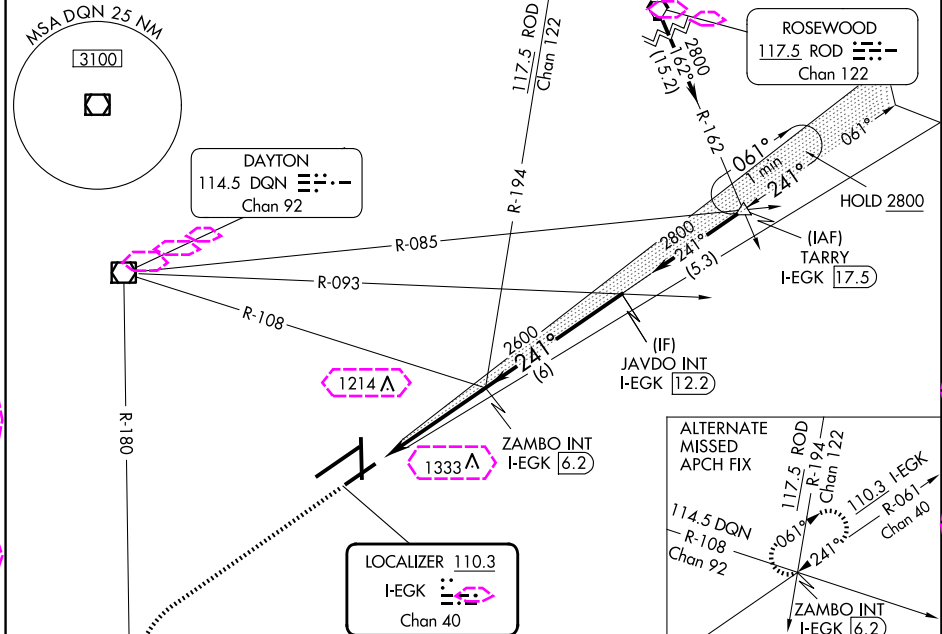 MSA DQN 25 NM
3100
DAYTON
114.5 DQN
Chan 92
117.5 ROD
Chan 122
R-194
2800
162°
(15.2)
R-162
ROSEWOOD
117.5 ROD
Chan 122
061°
1 min
241°
061°
HOLD 2800
(IAF)
TARRY
I-EGK 17.5
R-085
2800
241°
(5.3)
R-093
R-108
(IF)
JAVDO INT
I-EGK 12.2
2600
241°
(6)
1214
1333
ZAMBO INT
I-EGK 6.2
R-180
LOCALIZER 110.3
I-EGK
Chan 40
ALTERNATE
MISSED
APCH FIX
117.5 ROD
R-194
Chan 122
110.3 I-EGK
R-061
Chan 40
114.5 DQN
R-108
Chan 92
061°
241°
ZAMBO INT
I-EGK 6.2